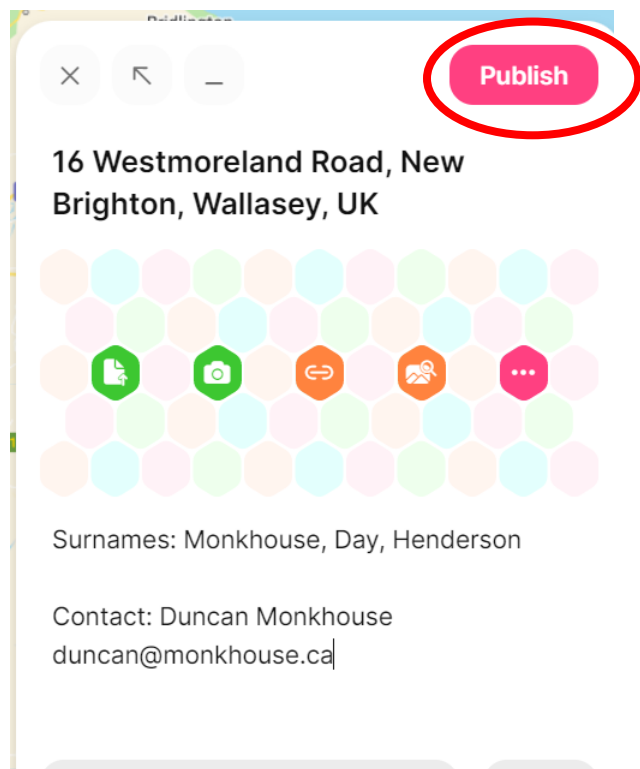 Publish
16 Westmoreland Road, New
Brighton, Wallasey, UK
Surnames: Monkhouse, Day, Henderson
Contact: Duncan Monkhouse
duncan@monkhouse.ca